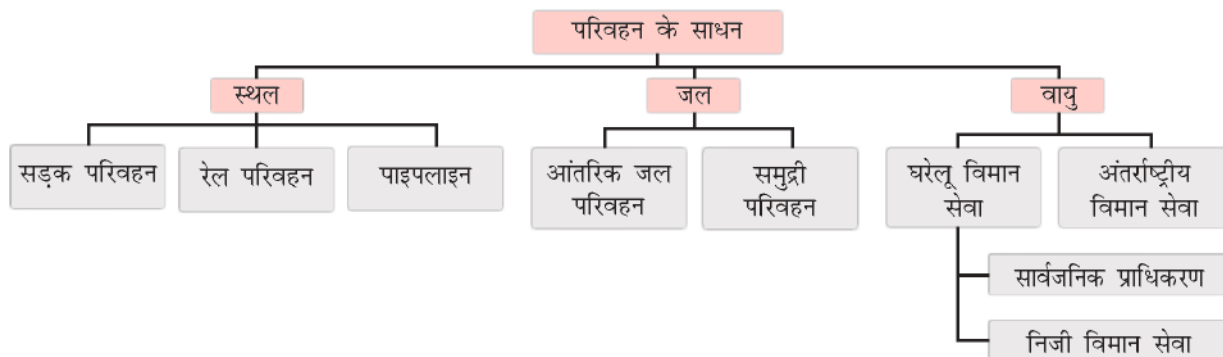 परिवहन के साधन
स्थल
जल
वायु
सड़क परिवहन
रेल परिवहन
पाइपलाइन
आंतरिक जल
परिवहन
समुद्री
परिवहन
घरेलू विमान
सेवा
अंतर्राष्ट्रीय
विमान सेवा
सार्वजनिक प्राधिकरण
निजी विमान सेवा